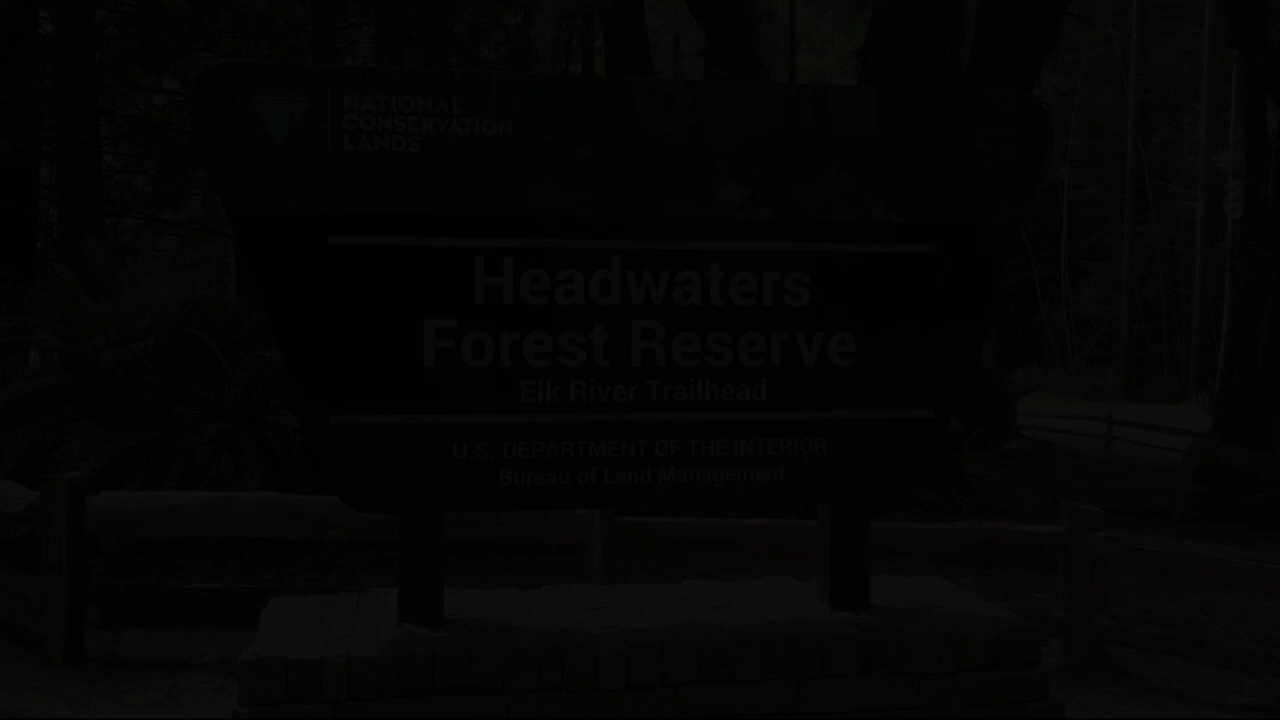 NATIONAL
CONSERVATION
LANDS
Headwaters
Forest Reserve
Elk River Trailhead
U.S. DEPARTMENT OF THE INTERIOR
Bureau of Land Management